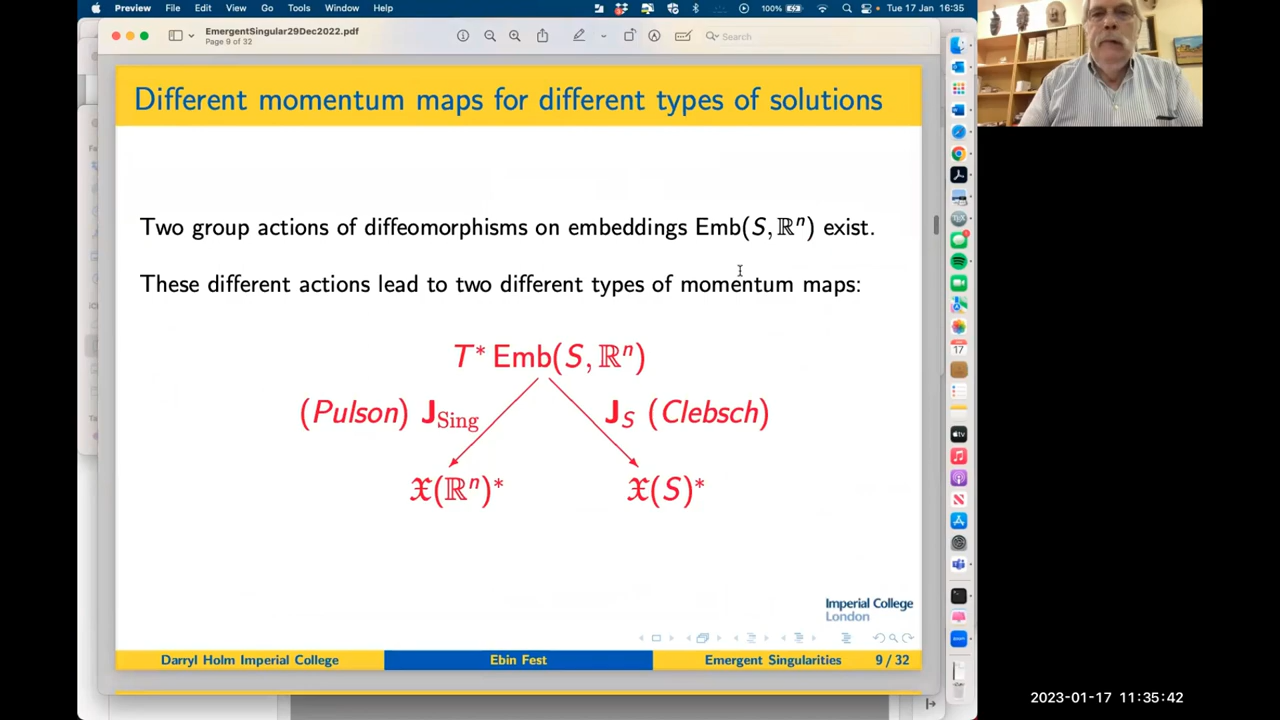 Preview File Edit View Go Tools Window Help 100% Tue 17 Jan 16:35
EmergentSingular29Dec2022.pdf
Page 9 of 32
Search
Different momentum maps for different types of solutions
Two group actions of diffeomorphisms on embeddings Emb(S, ℝⁿ) exist.
These different actions lead to two different types of momentum maps:
T* Emb(S, ℝⁿ)
(Pulson) J_Sing J_S (Clebsch)
𝔛(ℝⁿ)* 𝔛(S)*
Imperial College
London
Darryl Holm Imperial College Ebin Fest Emergent Singularities 9 / 32
2023-01-17 11:35:42